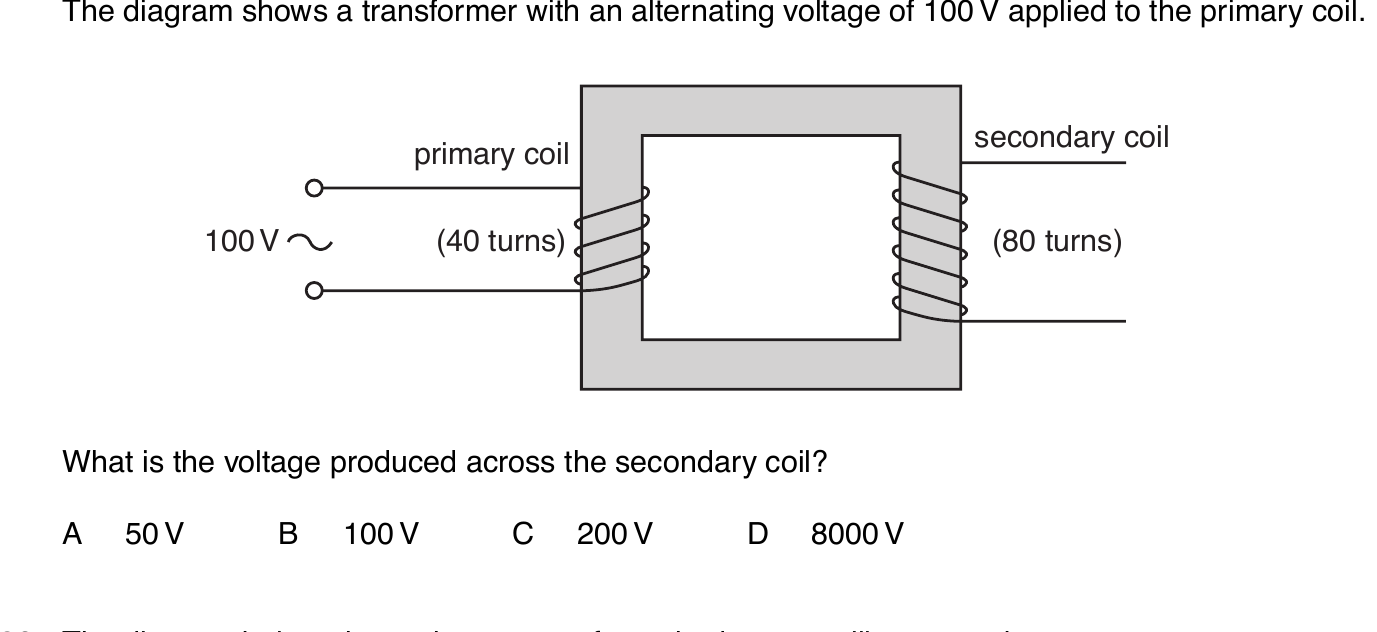 The diagram shows a transformer with an alternating voltage of 100 V applied to the primary coil.
primary coil
secondary coil
100 V
(40 turns)
(80 turns)
What is the voltage produced across the secondary coil?
A 50 V B 100 V C 200 V D 8000 V